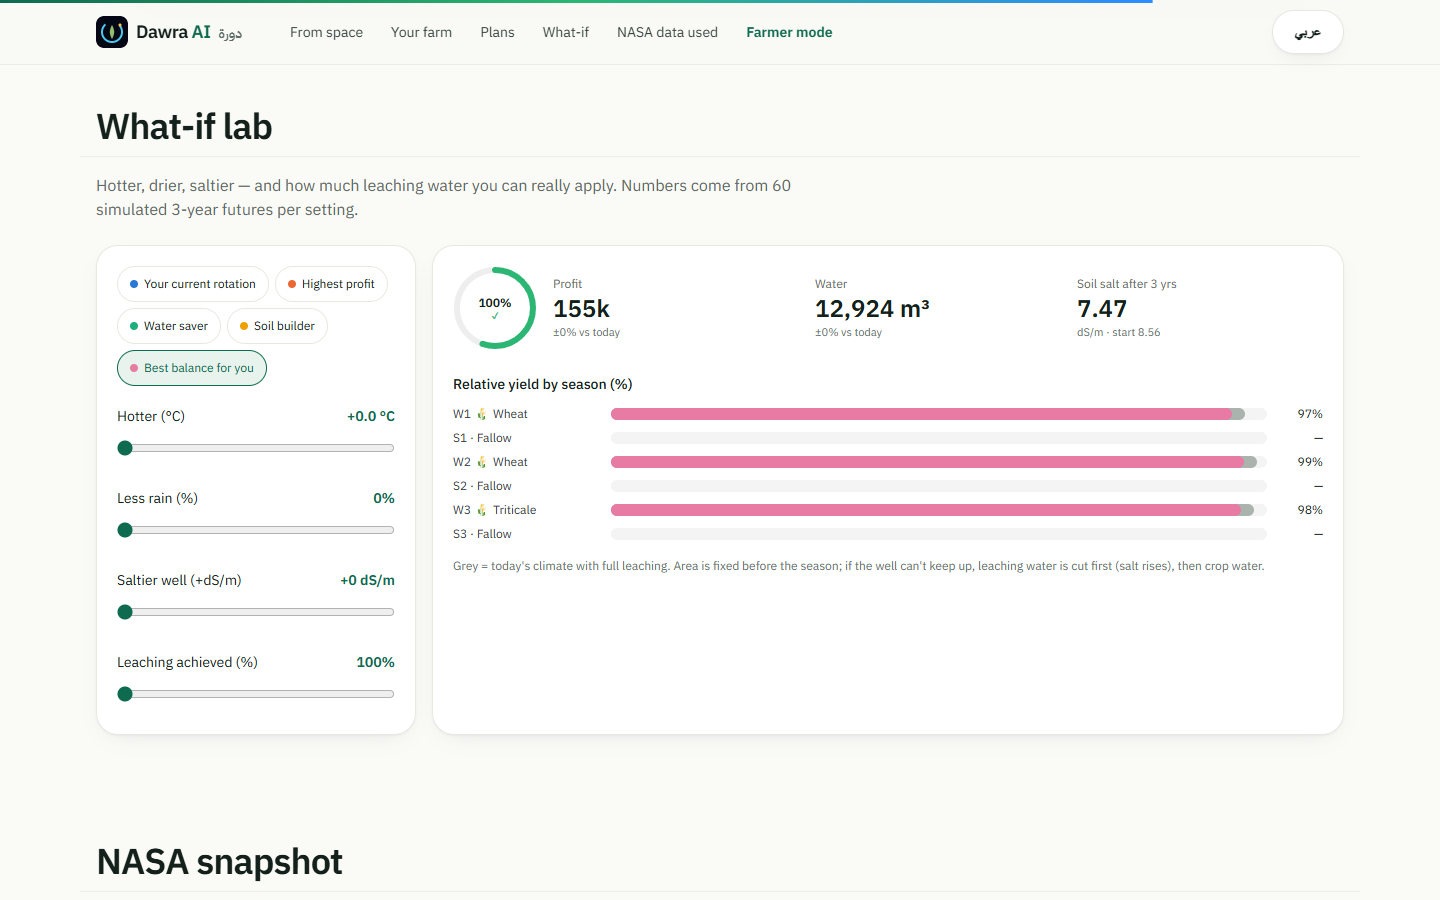 Dawra AI دورة
From space
Your farm
Plans
What-if
NASA data used
Farmer mode
عربي
What-if lab
Hotter, drier, saltier — and how much leaching water you can really apply. Numbers come from 60
simulated 3-year futures per setting.
Your current rotation
Highest profit
Water saver
Soil builder
Best balance for you
Hotter (°C) +0.0 °C
Less rain (%) 0%
Saltier well (+dS/m) +0 dS/m
Leaching achieved (%) 100%
100%
✓
Profit
155k
±0% vs today
Water
12,924 m³
±0% vs today
Soil salt after 3 yrs
7.47
dS/m · start 8.56
Relative yield by season (%)
W1 Wheat 97%
S1 · Fallow —
W2 Wheat 99%
S2 · Fallow —
W3 Triticale 98%
S3 · Fallow —
Grey = today's climate with full leaching. Area is fixed before the season; if the well can't keep up, leaching water is cut first (salt rises), then crop water.
NASA snapshot